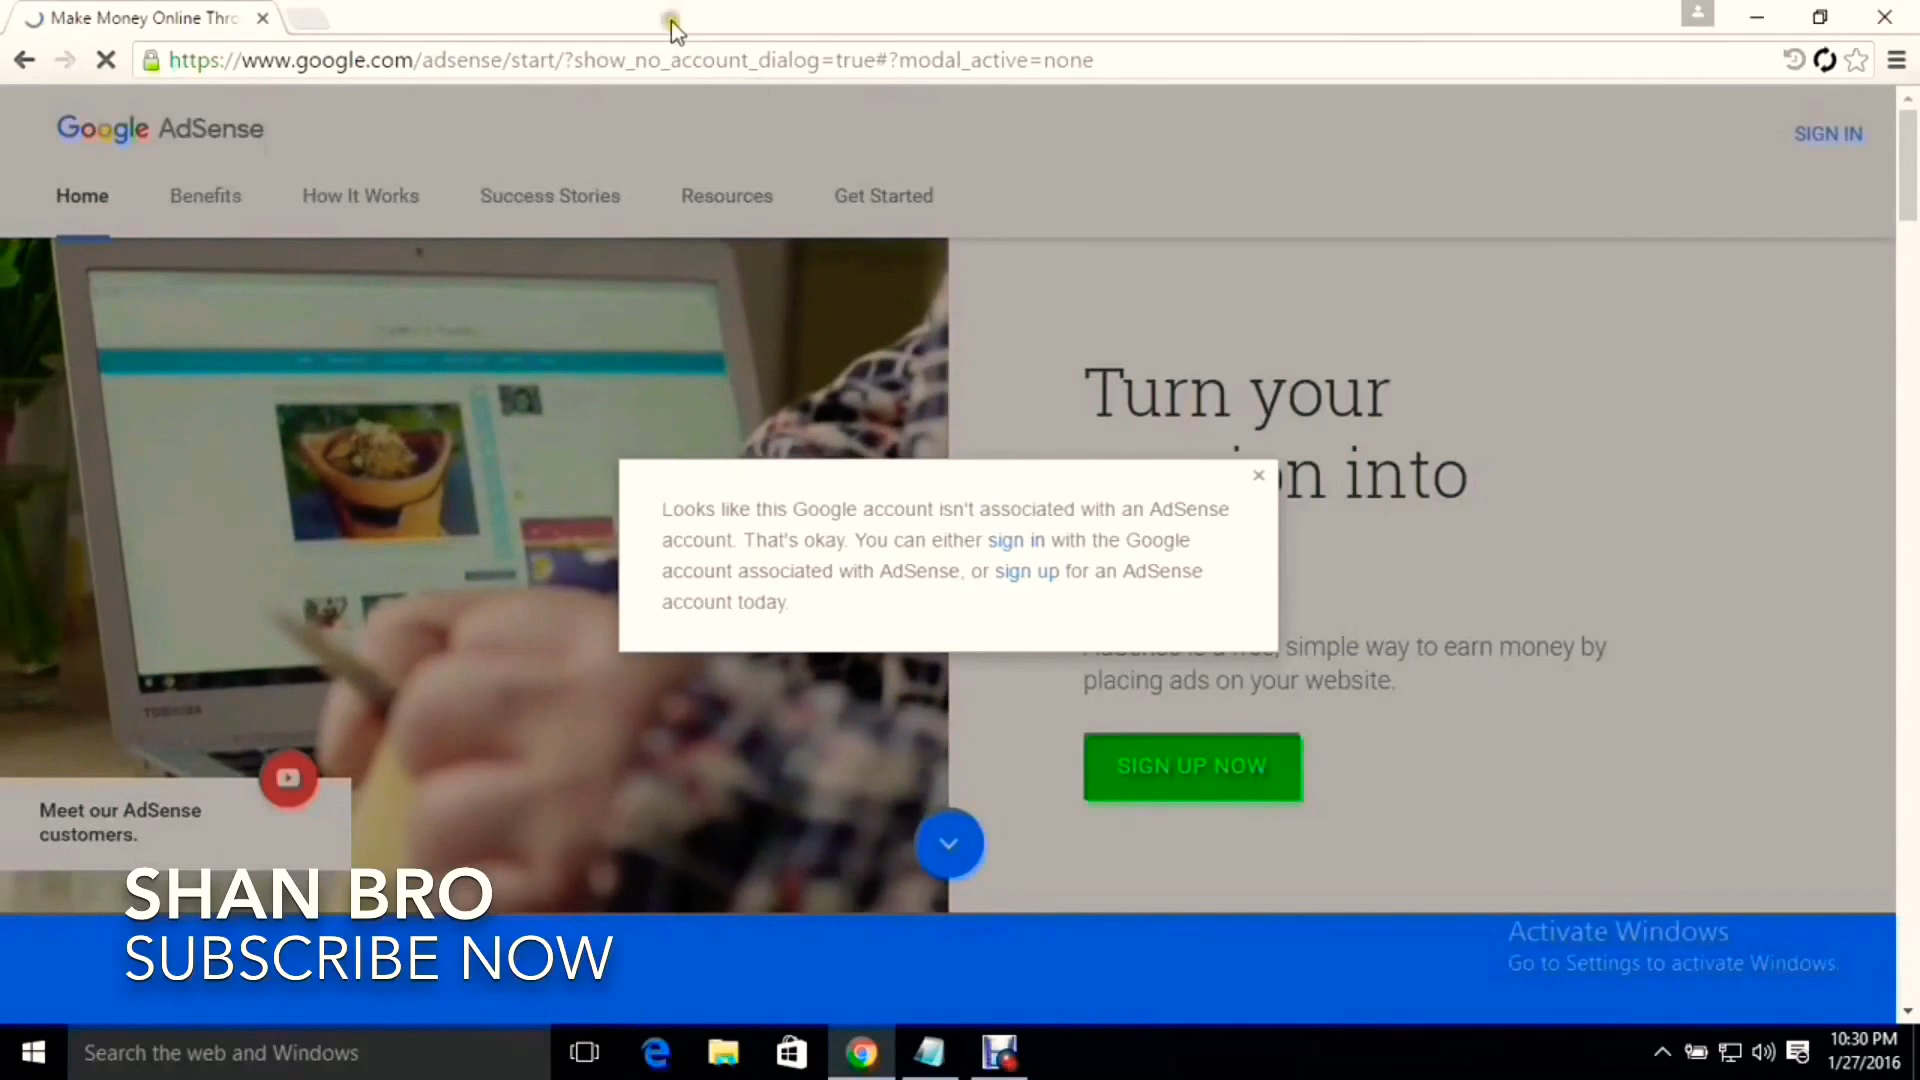 Make Money Online Thro
https://www.google.com/adsense/start/?show_no_account_dialog=true#?modal_active=none
Google AdSense
SIGN IN
Home
Benefits
How It Works
Success Stories
Resources
Get Started
Turn your
on into
Looks like this Google account isn't associated with an AdSense
account. That's okay. You can either sign in with the Google
account associated with AdSense, or sign up for an AdSense
account today.
simple way to earn money by
placing ads on your website.
SIGN UP NOW
TOSHIBA
Meet our AdSense
customers.
SHAN BRO
SUBSCRIBE NOW
Activate Windows
Go to Settings to activate Windows.
Search the web and Windows
10:30 PM
1/27/2016